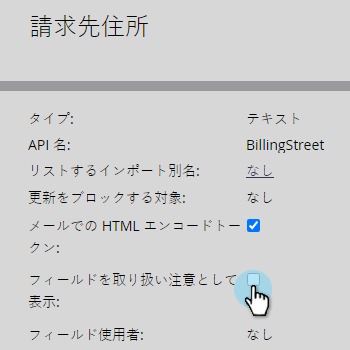 請求先住所
タイプ: テキスト
API 名: BillingStreet
リストするインポート別名: なし
更新をブロックする対象: なし
メールでの HTML エンコードトー
クン:
フィールドを取り扱い注意として
表示:
フィールド使用者: なし